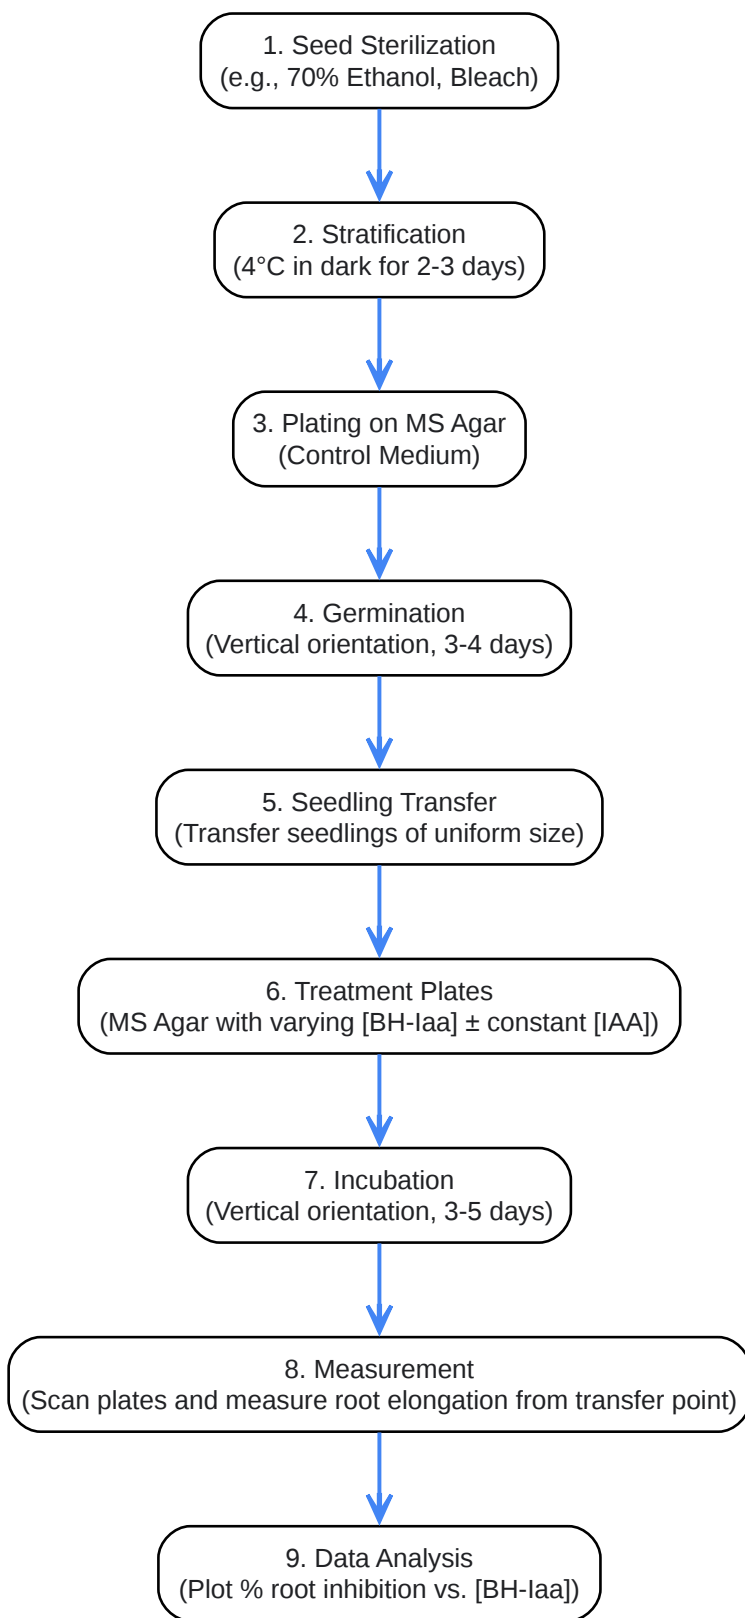 1. Seed Sterilization
(e.g., 70% Ethanol, Bleach)
2. Stratification
(4°C in dark for 2-3 days)
3. Plating on MS Agar
(Control Medium)
4. Germination
(Vertical orientation, 3-4 days)
5. Seedling Transfer
(Transfer seedlings of uniform size)
6. Treatment Plates
(MS Agar with varying [BH-Iaa] ± constant [IAA])
7. Incubation
(Vertical orientation, 3-5 days)
8. Measurement
(Scan plates and measure root elongation from transfer point)
9. Data Analysis
(Plot % root inhibition vs. [BH-Iaa])